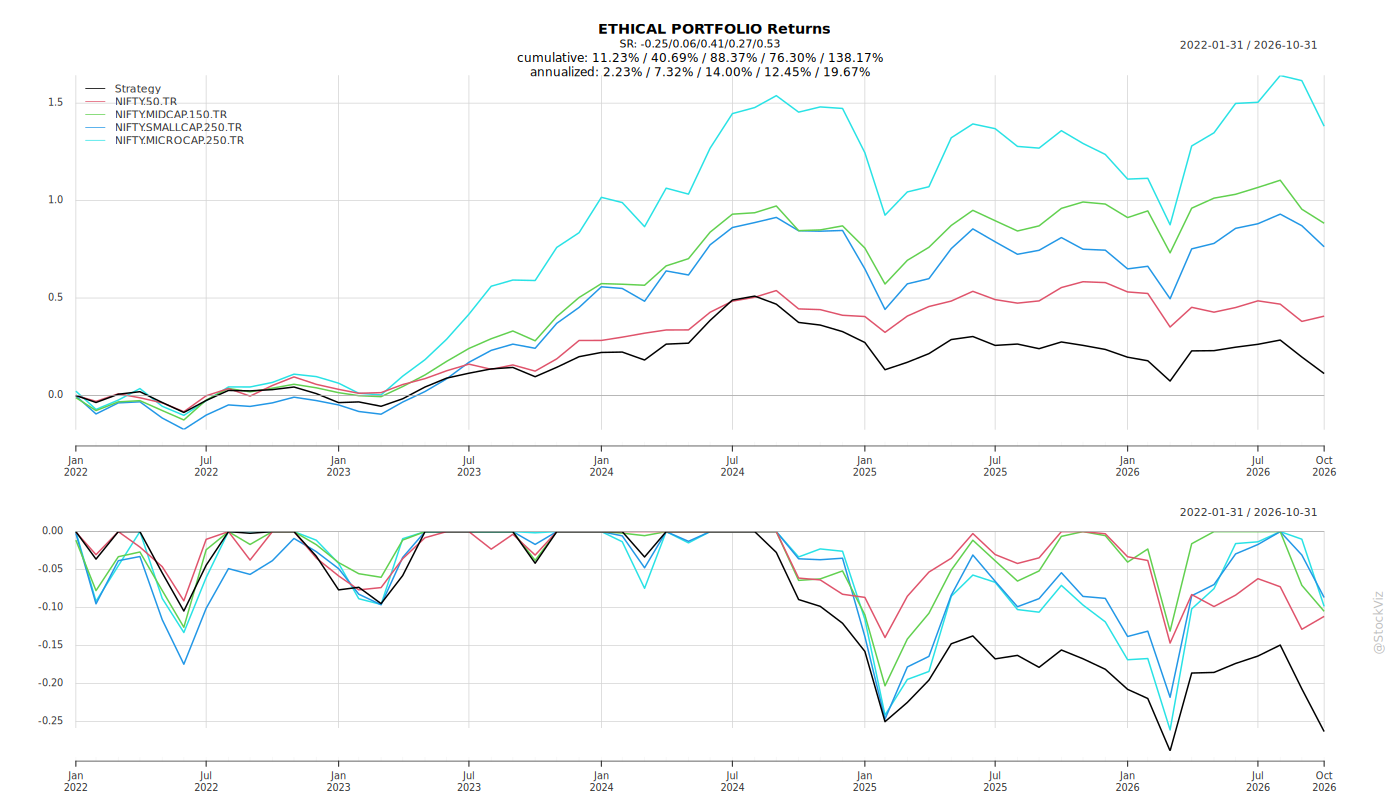 ETHICAL PORTFOLIO Returns
SR: -0.25/0.06/0.41/0.27/0.53
cumulative: 11.23% / 40.69% / 88.37% / 76.30% / 138.17%
annualized: 2.23% / 7.32% / 14.00% / 12.45% / 19.67%
2022-01-31 / 2026-10-31
Strategy
NIFTY.50.TR
NIFTY.MIDCAP.150.TR
NIFTY.SMALLCAP.250.TR
NIFTY.MICROCAP.250.TR
1.5
1.0
0.5
0.0
Jan Jul Jan Jul Jan Jul Jan Jul Jan Jul Oct
2022 2022 2023 2023 2024 2024 2025 2025 2026 2026 2026
2022-01-31 / 2026-10-31
0.00
-0.05
-0.10
-0.15
-0.20
-0.25
Jan Jul Jan Jul Jan Jul Jan Jul Jan Jul Oct
2022 2022 2023 2023 2024 2024 2025 2025 2026 2026 2026
@StockViz